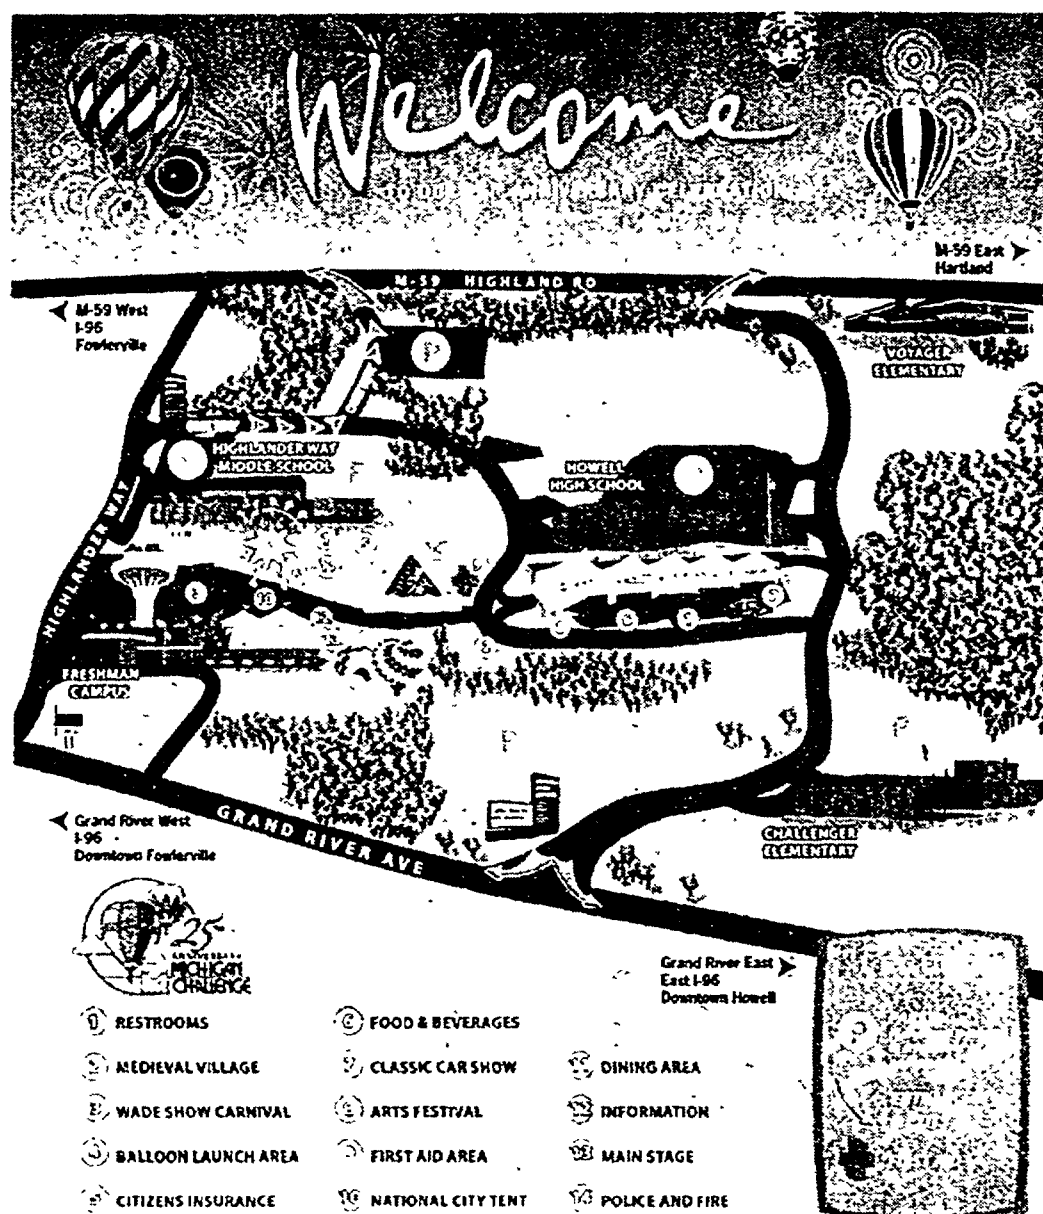 Welcome
M-59 East
Hartland
M-59 HIGHLAND RD
M-59 West
I-96
Fowlerville
VOYAGER
ELEMENTARY
HIGHLANDER WAY
MIDDLE SCHOOL
HOWELL
HIGH SCHOOL
HIGHLANDER WAY
FRESHMAN
CAMPUS
P
P
Grand River West
I-96
Downtown Fowlerville
GRAND RIVER AVE
CHALLENGER
ELEMENTARY
25
ANNIVERSARY
MICHIGAN
CHALLENGE
Grand River East
East I-96
Downtown Howell
RESTROOMS
FOOD & BEVERAGES
MEDIEVAL VILLAGE
CLASSIC CAR SHOW
DINING AREA
WADE SHOW CARNIVAL
ARTS FESTIVAL
INFORMATION
BALLOON LAUNCH AREA
FIRST AID AREA
MAIN STAGE
CITIZENS INSURANCE
NATIONAL CITY TENT
POLICE AND FIRE